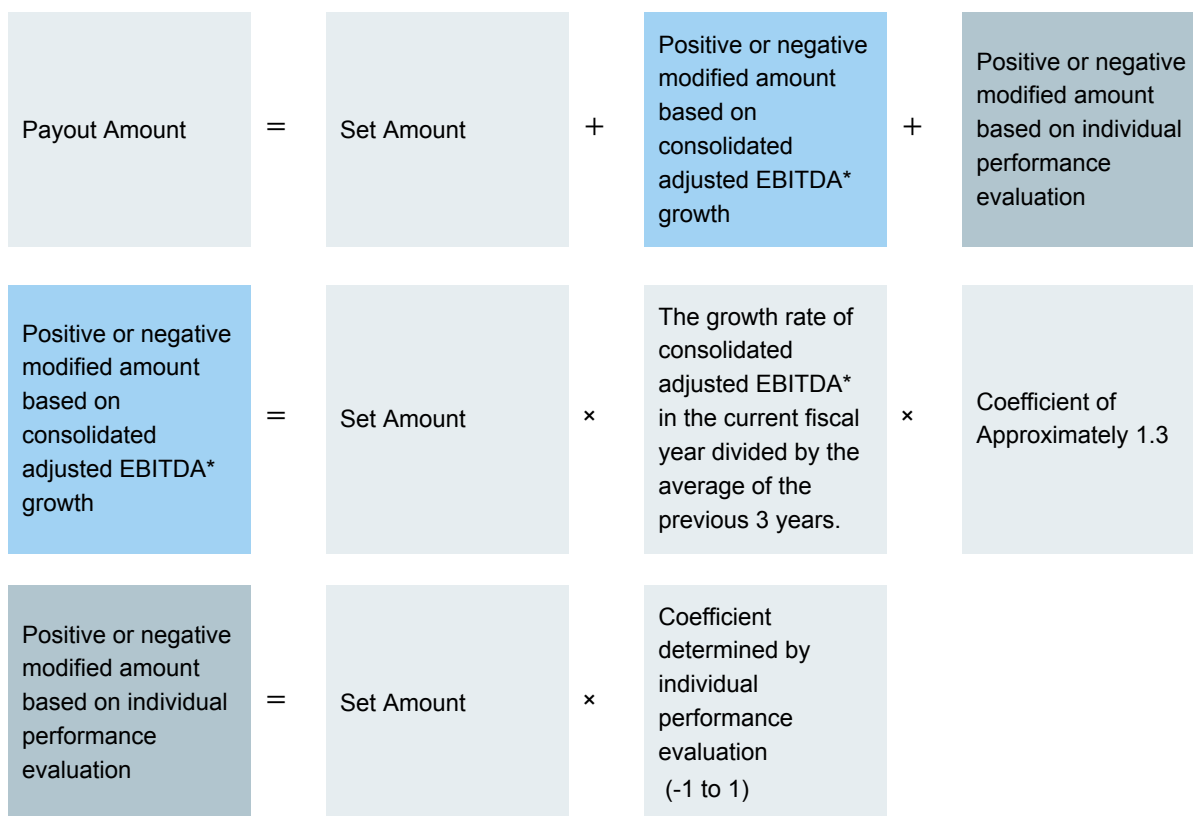 Payout Amount
=
Set Amount
+
Positive or negative
modified amount
based on
consolidated
adjusted EBITDA*
growth
+
Positive or negative
modified amount
based on individual
performance
evaluation
Positive or negative
modified amount
based on
consolidated
adjusted EBITDA*
growth
=
Set Amount
×
The growth rate of
consolidated
adjusted EBITDA*
in the current fiscal
year divided by the
average of the
previous 3 years.
×
Coefficient of
Approximately 1.3
Positive or negative
modified amount
based on individual
performance
evaluation
=
Set Amount
×
Coefficient
determined by
individual
performance
evaluation
(-1 to 1)